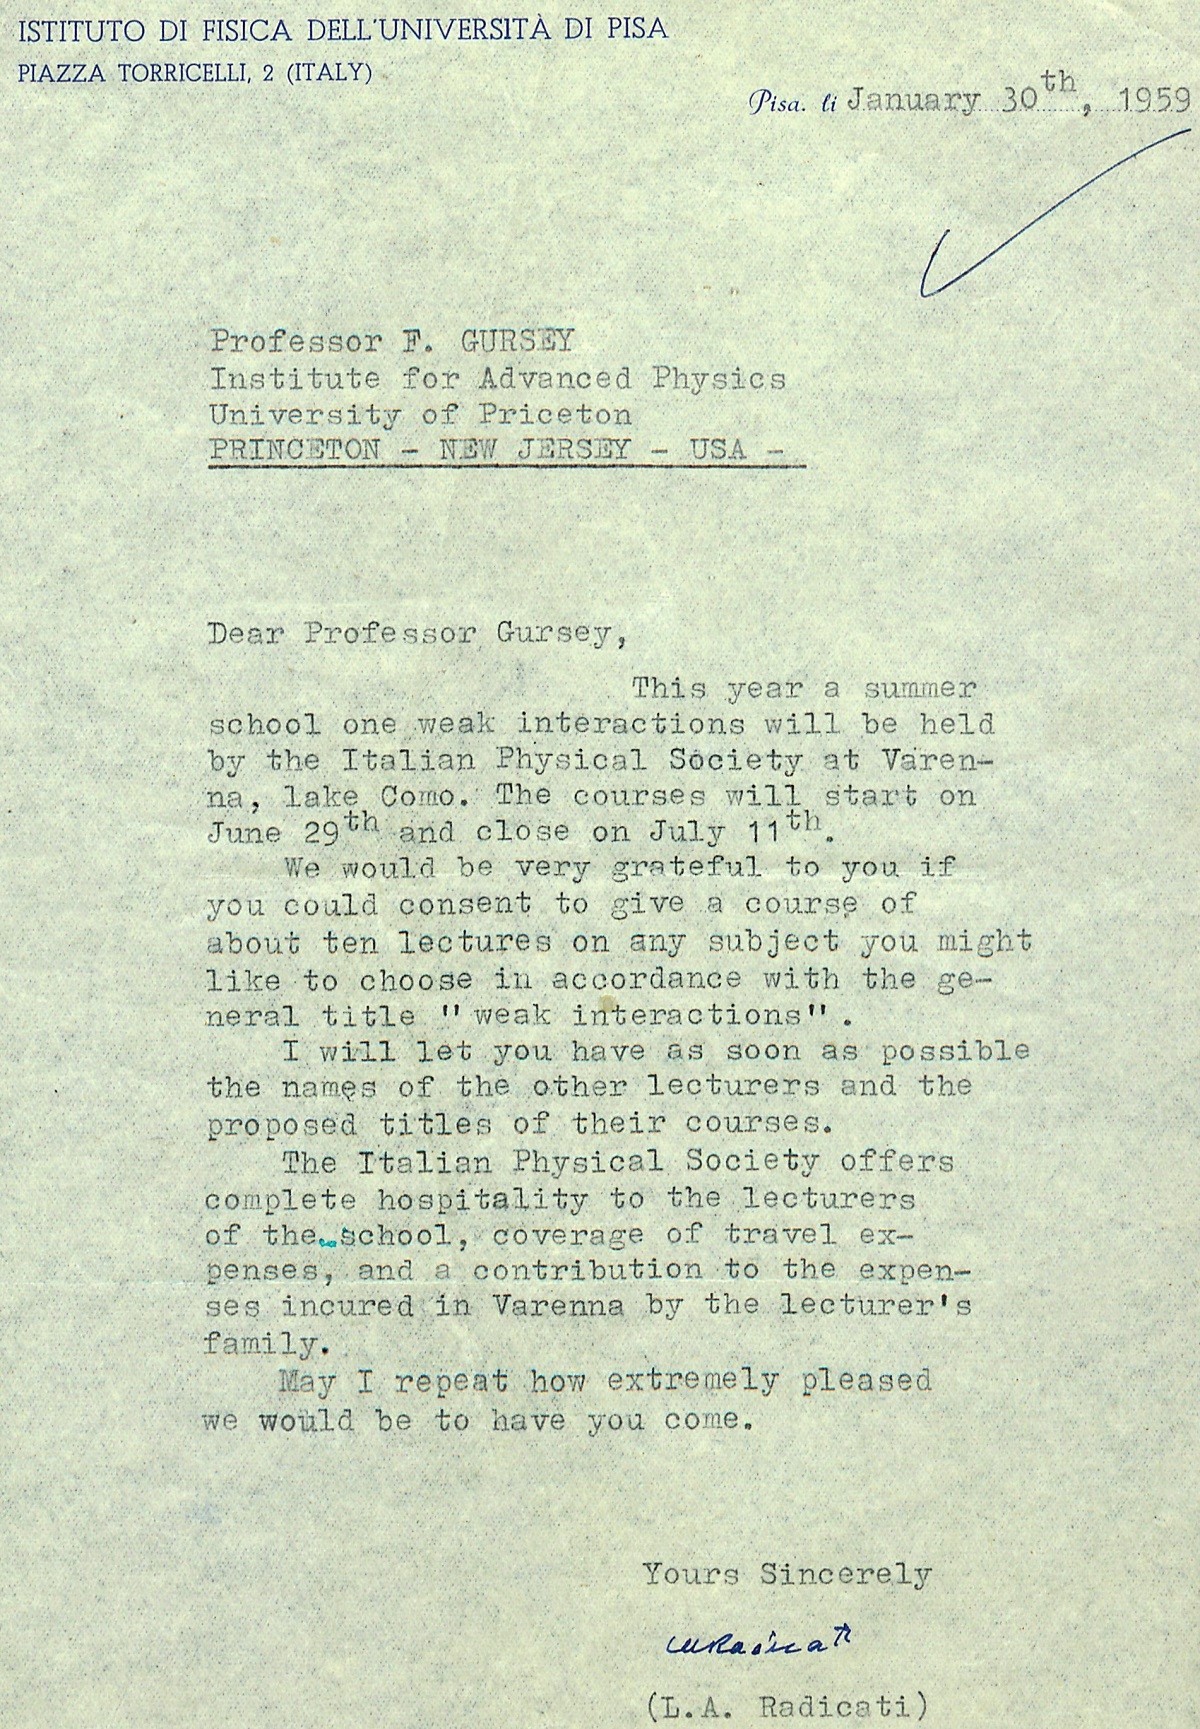 ISTITUTO DI FISICA DELL'UNIVERSITÀ DI PISA
PIAZZA TORRICELLI, 2 (ITALY)
Pisa. li January 30th, 1959
Professor F. GURSEY
Institute for Advanced Physics
University of Priceton
PRINCETON - NEW JERSEY - USA -
Dear Professor Gursey,
This year a summer
school one weak interactions will be held
by the Italian Physical Society at Varen-
na, lake Como. The courses will start on
June 29th and close on July 11th.
We would be very grateful to you if
you could consent to give a course of
about ten lectures on any subject you might
like to choose in accordance with the ge-
neral title " weak interactions" .
I will let you have as soon as possible
the names of the other lecturers and the
proposed titles of their courses.
The Italian Physical Society offers
complete hospitality to the lecturers
of the school, coverage of travel ex-
penses, and a contribution to the expen-
ses incured in Varenna by the lecturer's
family.
May I repeat how extremely pleased
we would be to have you come.
Yours Sincerely
LARadicati
(L.A. Radicati)